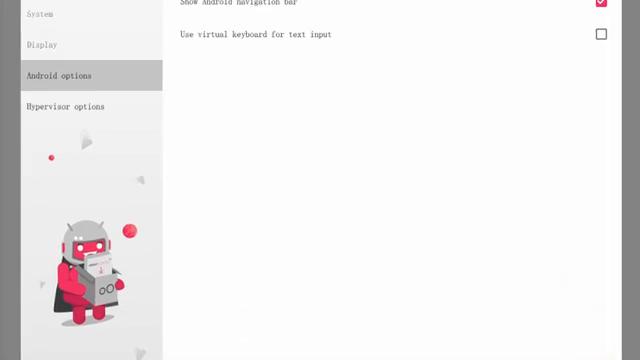 System
Display
Android options
Hypervisor options
Show Android navigation bar
Use virtual keyboard for text input